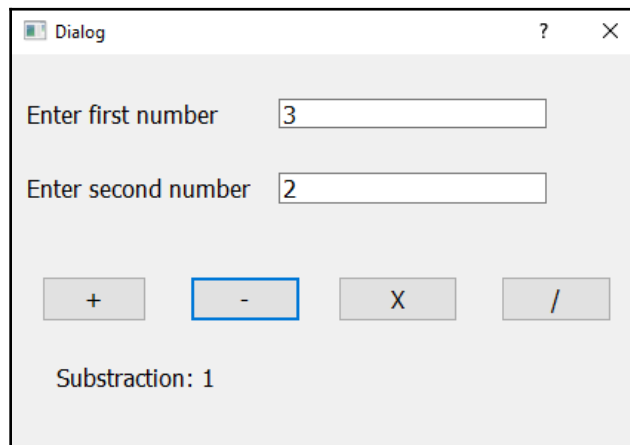 Dialog ?
Enter first number 3
Enter second number 2
+ - X /
Substraction: 1